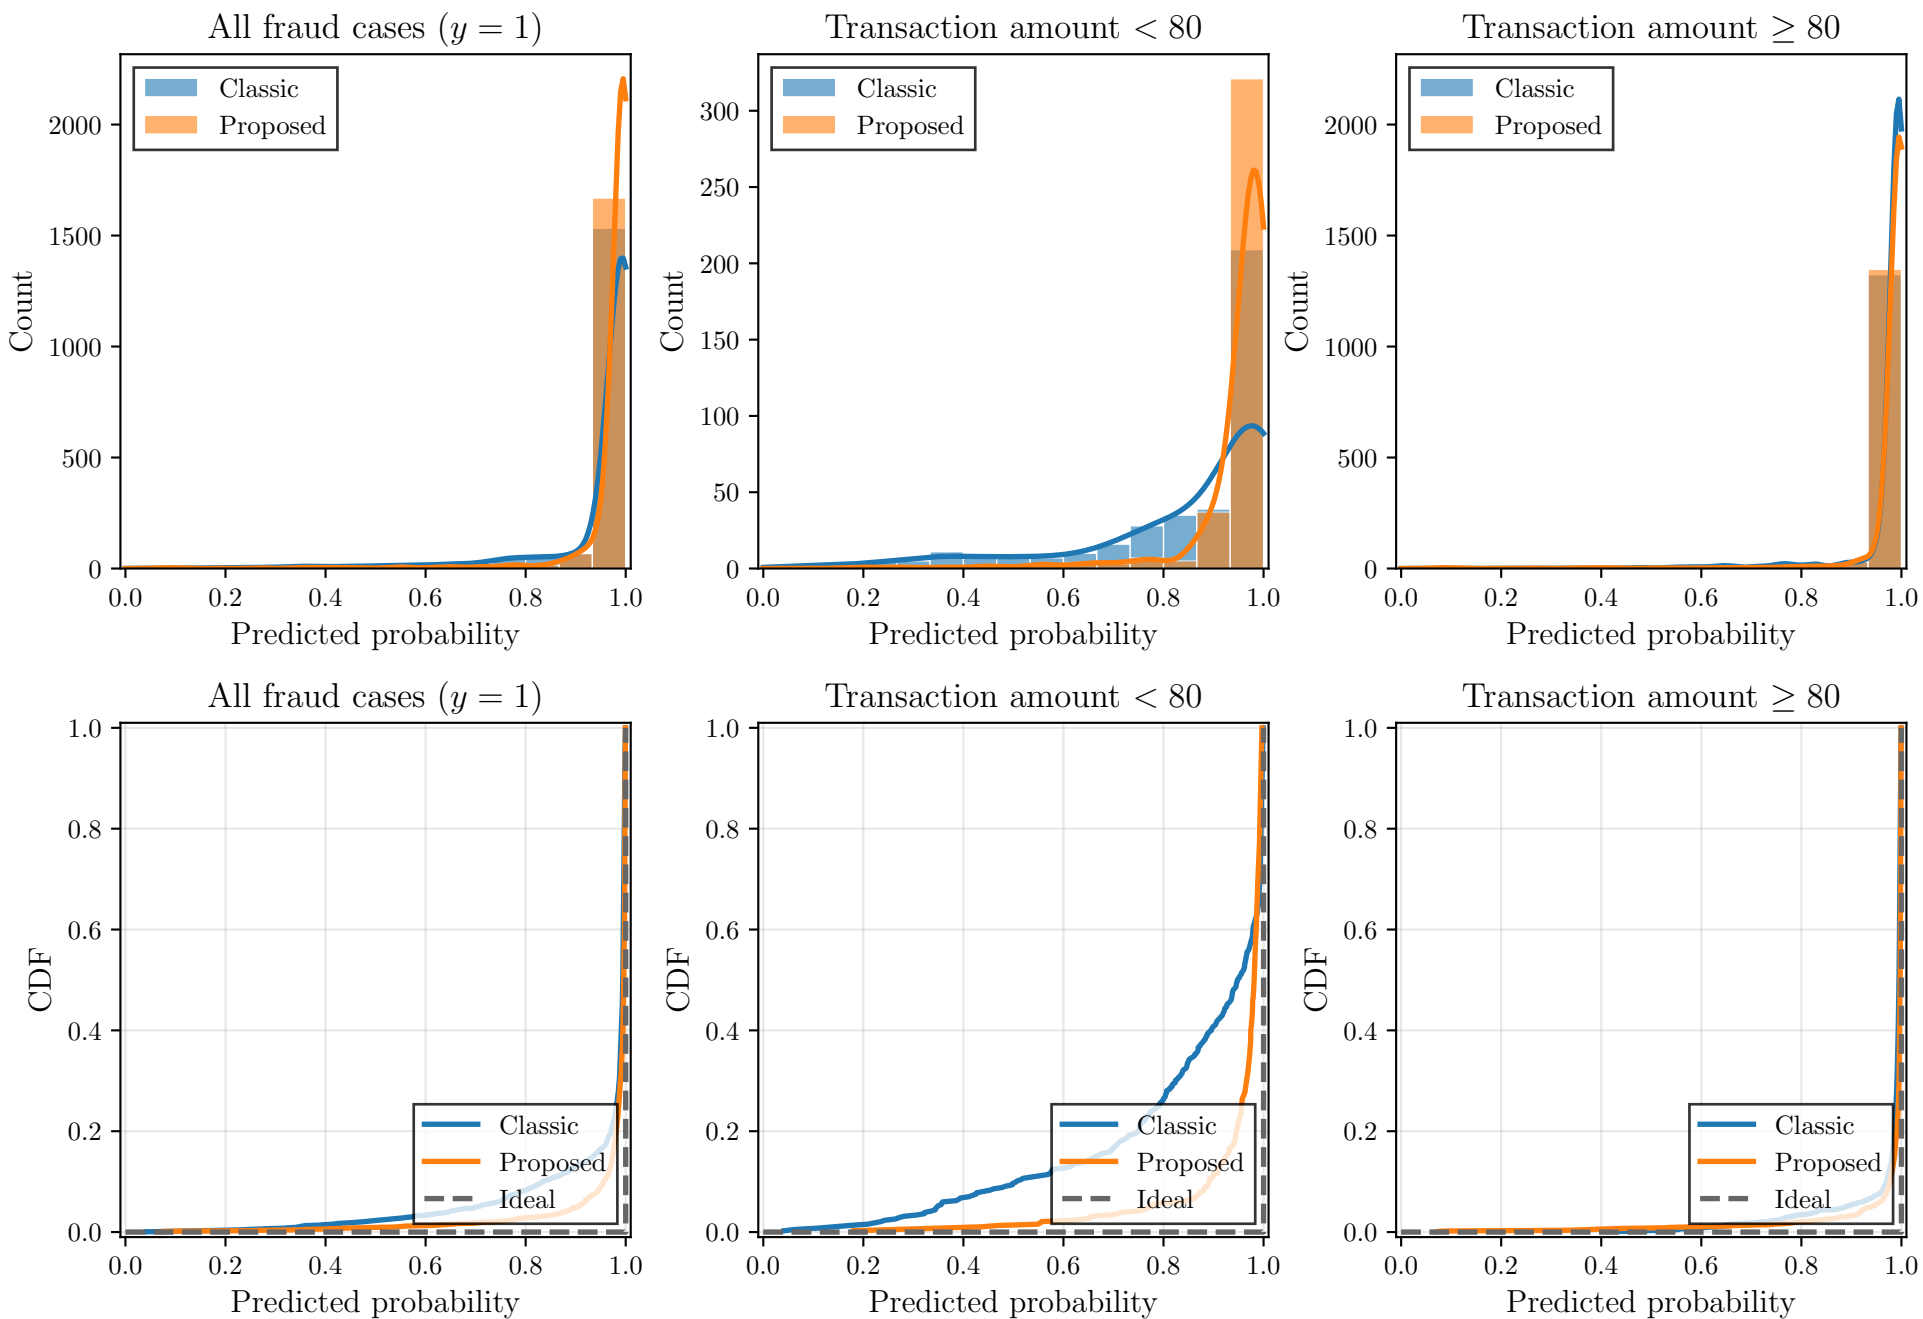 All fraud cases (y = 1)
Classic
Proposed
Count
2000
1500
1000
500
0
0.0 0.2 0.4 0.6 0.8 1.0
Predicted probability
Transaction amount < 80
Classic
Proposed
Count
300
250
200
150
100
50
0
0.0 0.2 0.4 0.6 0.8 1.0
Predicted probability
Transaction amount ≥ 80
Classic
Proposed
Count
2000
1500
1000
500
0
0.0 0.2 0.4 0.6 0.8 1.0
Predicted probability
All fraud cases (y = 1)
CDF
1.0
0.8
0.6
0.4
0.2
0.0
Classic
Proposed
Ideal
0.0 0.2 0.4 0.6 0.8 1.0
Predicted probability
Transaction amount < 80
CDF
1.0
0.8
0.6
0.4
0.2
0.0
Classic
Proposed
Ideal
0.0 0.2 0.4 0.6 0.8 1.0
Predicted probability
Transaction amount ≥ 80
CDF
1.0
0.8
0.6
0.4
0.2
0.0
Classic
Proposed
Ideal
0.0 0.2 0.4 0.6 0.8 1.0
Predicted probability